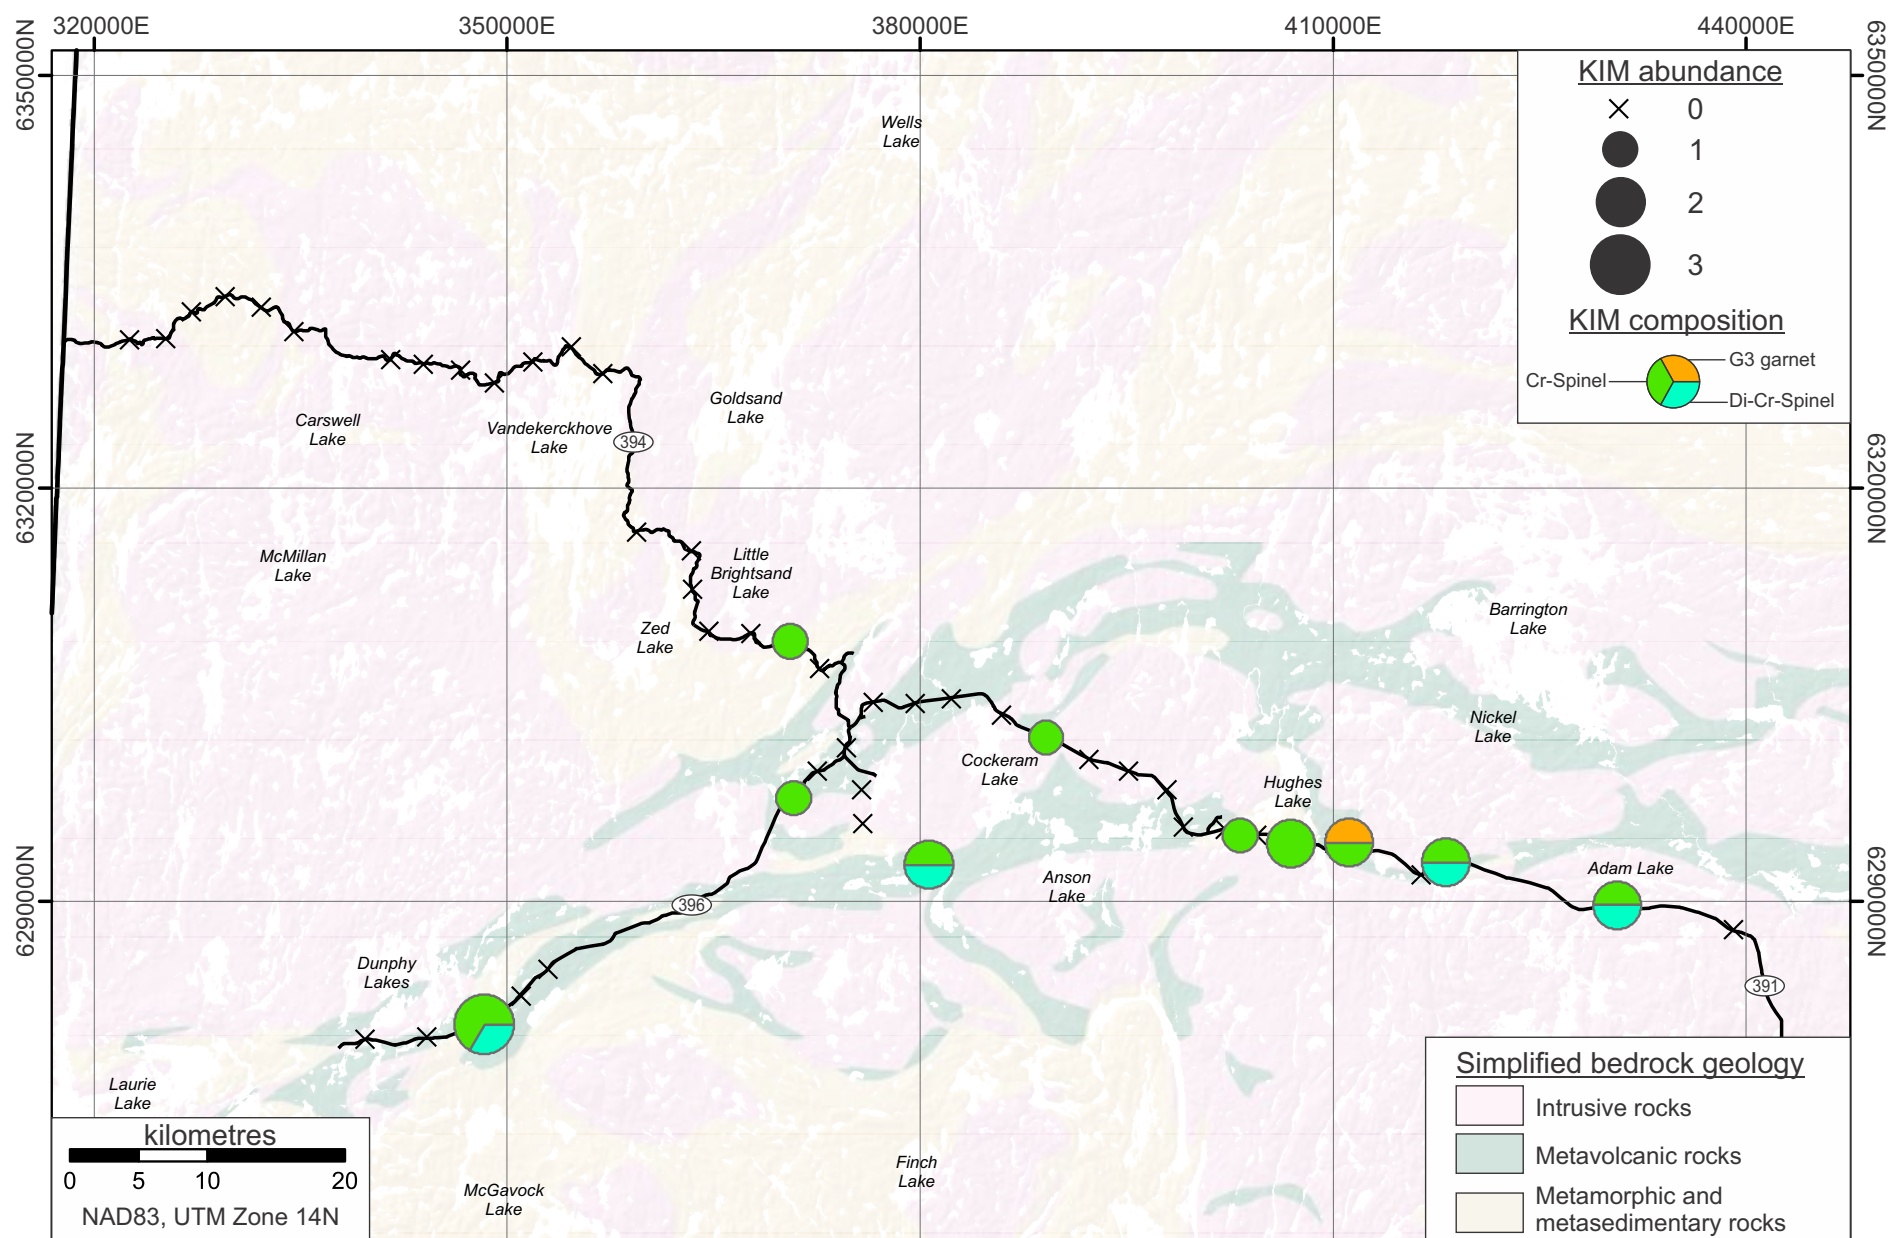 320000E
350000E
380000E
410000E
440000E
6350000N
6350000N
KIM abundance
0
1
2
3
KIM composition
G3 garnet
Cr-Spinel
Di-Cr-Spinel
Wells
Lake
Goldsand
Lake
Carswell
Lake
Vandekerckhove
Lake
394
6320000N
6320000N
McMillan
Lake
Little
Brightsand
Lake
Zed
Lake
Barrington
Lake
Nickel
Lake
Cockeram
Lake
Hughes
Lake
Anson
Lake
Adam Lake
6290000N
6290000N
396
391
Dunphy
Lakes
Laurie
Lake
Finch
Lake
McGavock
Lake
kilometres
0 5 10 20
NAD83, UTM Zone 14N
Simplified bedrock geology
Intrusive rocks
Metavolcanic rocks
Metamorphic and
metasedimentary rocks